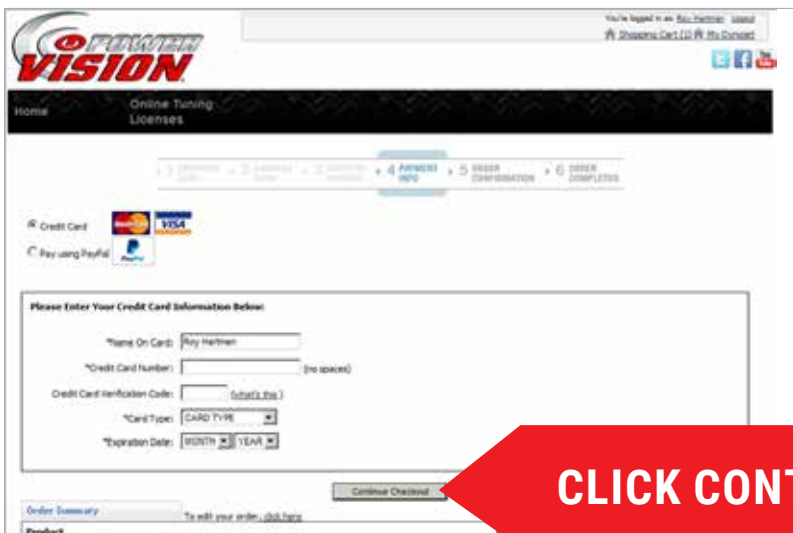 You're logged in as: Roy Hartman Logout
Shopping Cart (1) My Dynojet
POWER
VISION
You
Home
Online Tuning
Licenses
4 PAYMENT
INFO
5 ORDER
CONFIRMATION
6 ORDER
COMPLETED
Credit Card
VISA
Pay using PayPal
PayPal
Please Enter Your Credit Card Information Below:
*Name On Card: Roy Hartman
*Credit Card Number: (no spaces)
Credit Card Verification Code: (what's this)
*Card Type: CARD TYPE
*Expiration Date: MONTH YEAR
Continue Checkout
CLICK CONT
Order Summary
To edit your order, click here
Product